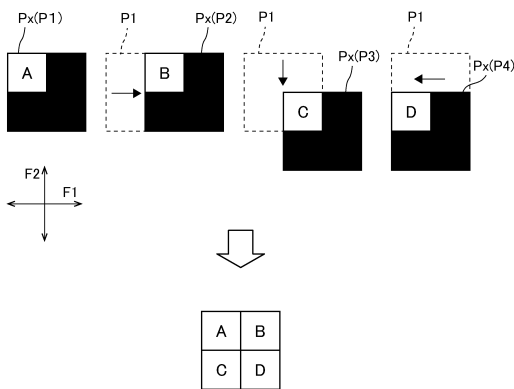 Px(P1) P1 Px(P2) P1 Px(P3) P1 Px(P4)
A B C D
F2
F1
A B
C D